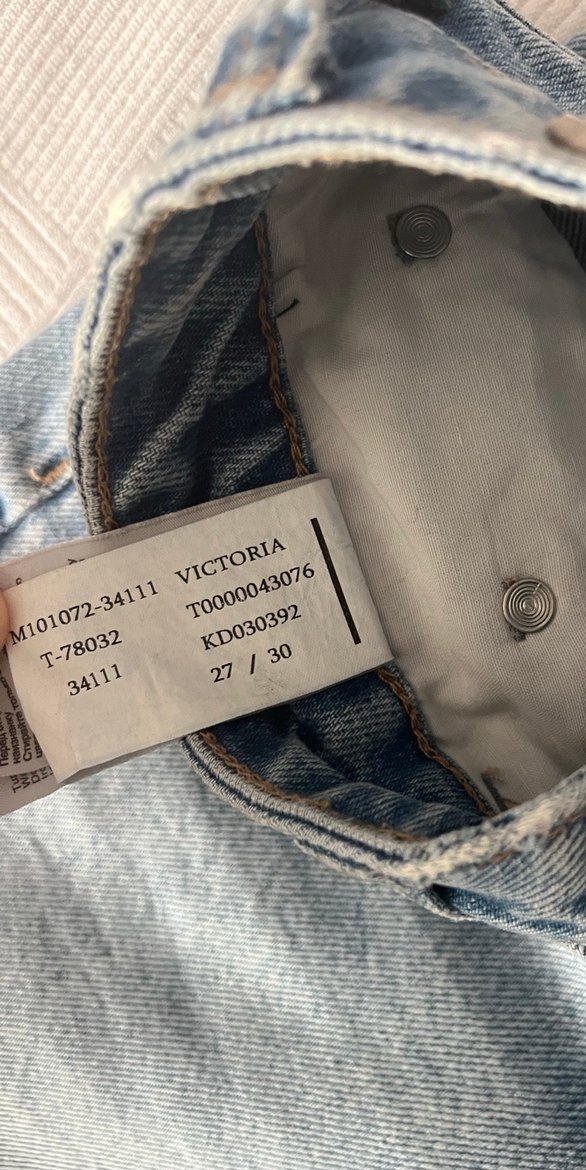 M101072-34111 VICTORIA
T-78032 T0000043076
34111 KD030392
27 / 30